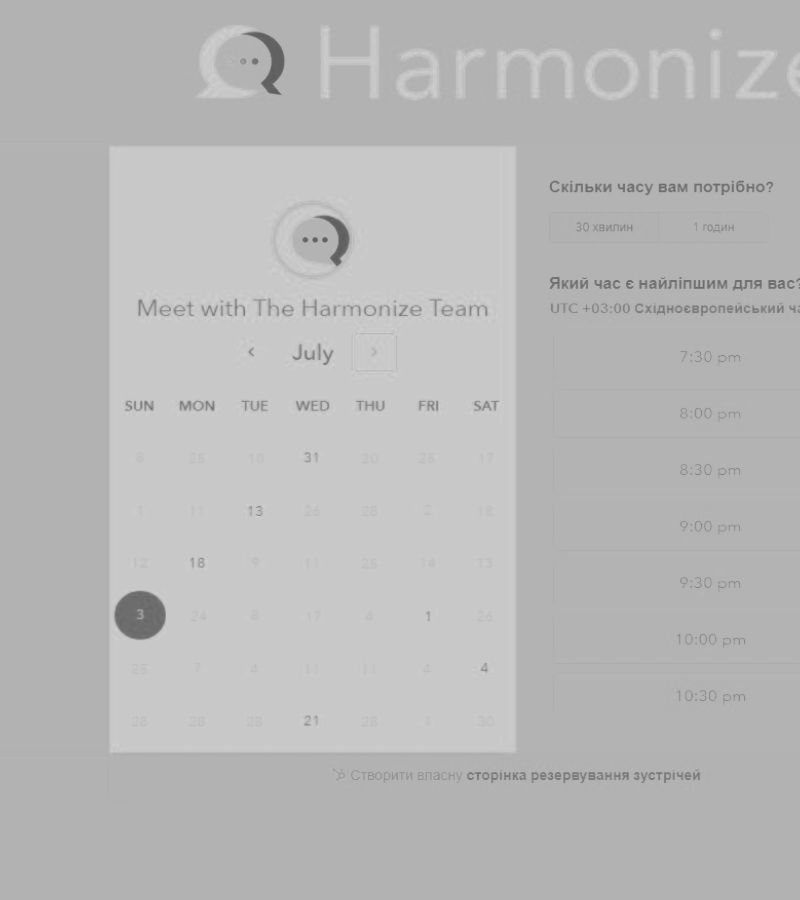 Harmonize
Meet with The Harmonize Team
July
SUN MON TUE WED THU FRI SAT
8 25 10 31 20 25 17
1 11 13 26 28 2 18
12 18 9 11 25 14 13
3 24 8 17 4 1 26
25 7 4 11 11 4 4
28 28 28 21 28 1 30
Скільки часу вам потрібно?
30 хвилин 1 годин
Який час є найліпшим для вас?
UTC +03:00 Східноєвропейський ча
7:30 pm
8:00 pm
8:30 pm
9:00 pm
9:30 pm
10:00 pm
10:30 pm
Створити власну сторінка резервування зустрічей